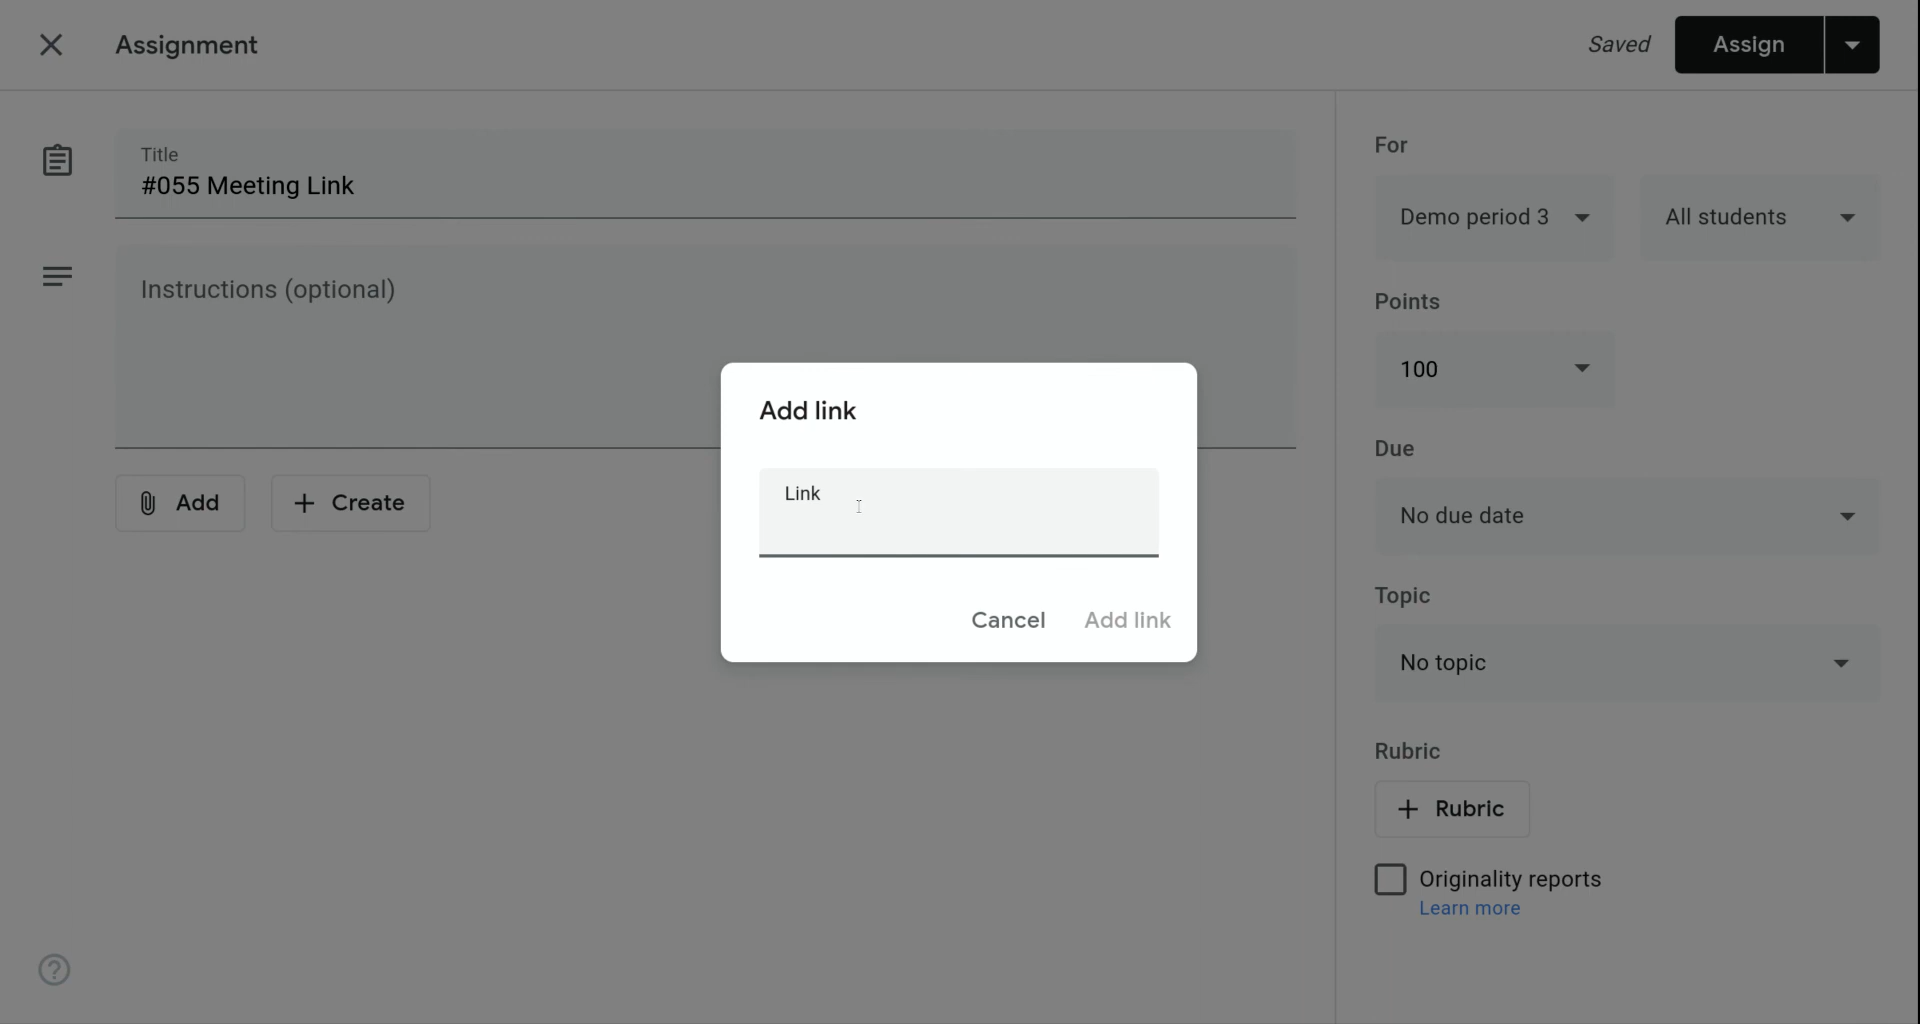 Assignment
Saved
Assign
Title
#055 Meeting Link
Instructions (optional)
Add
Create
Add link
Link
Cancel
Add link
For
Demo period 3
All students
Points
100
Due
No due date
Topic
No topic
Rubric
Rubric
Originality reports
Learn more